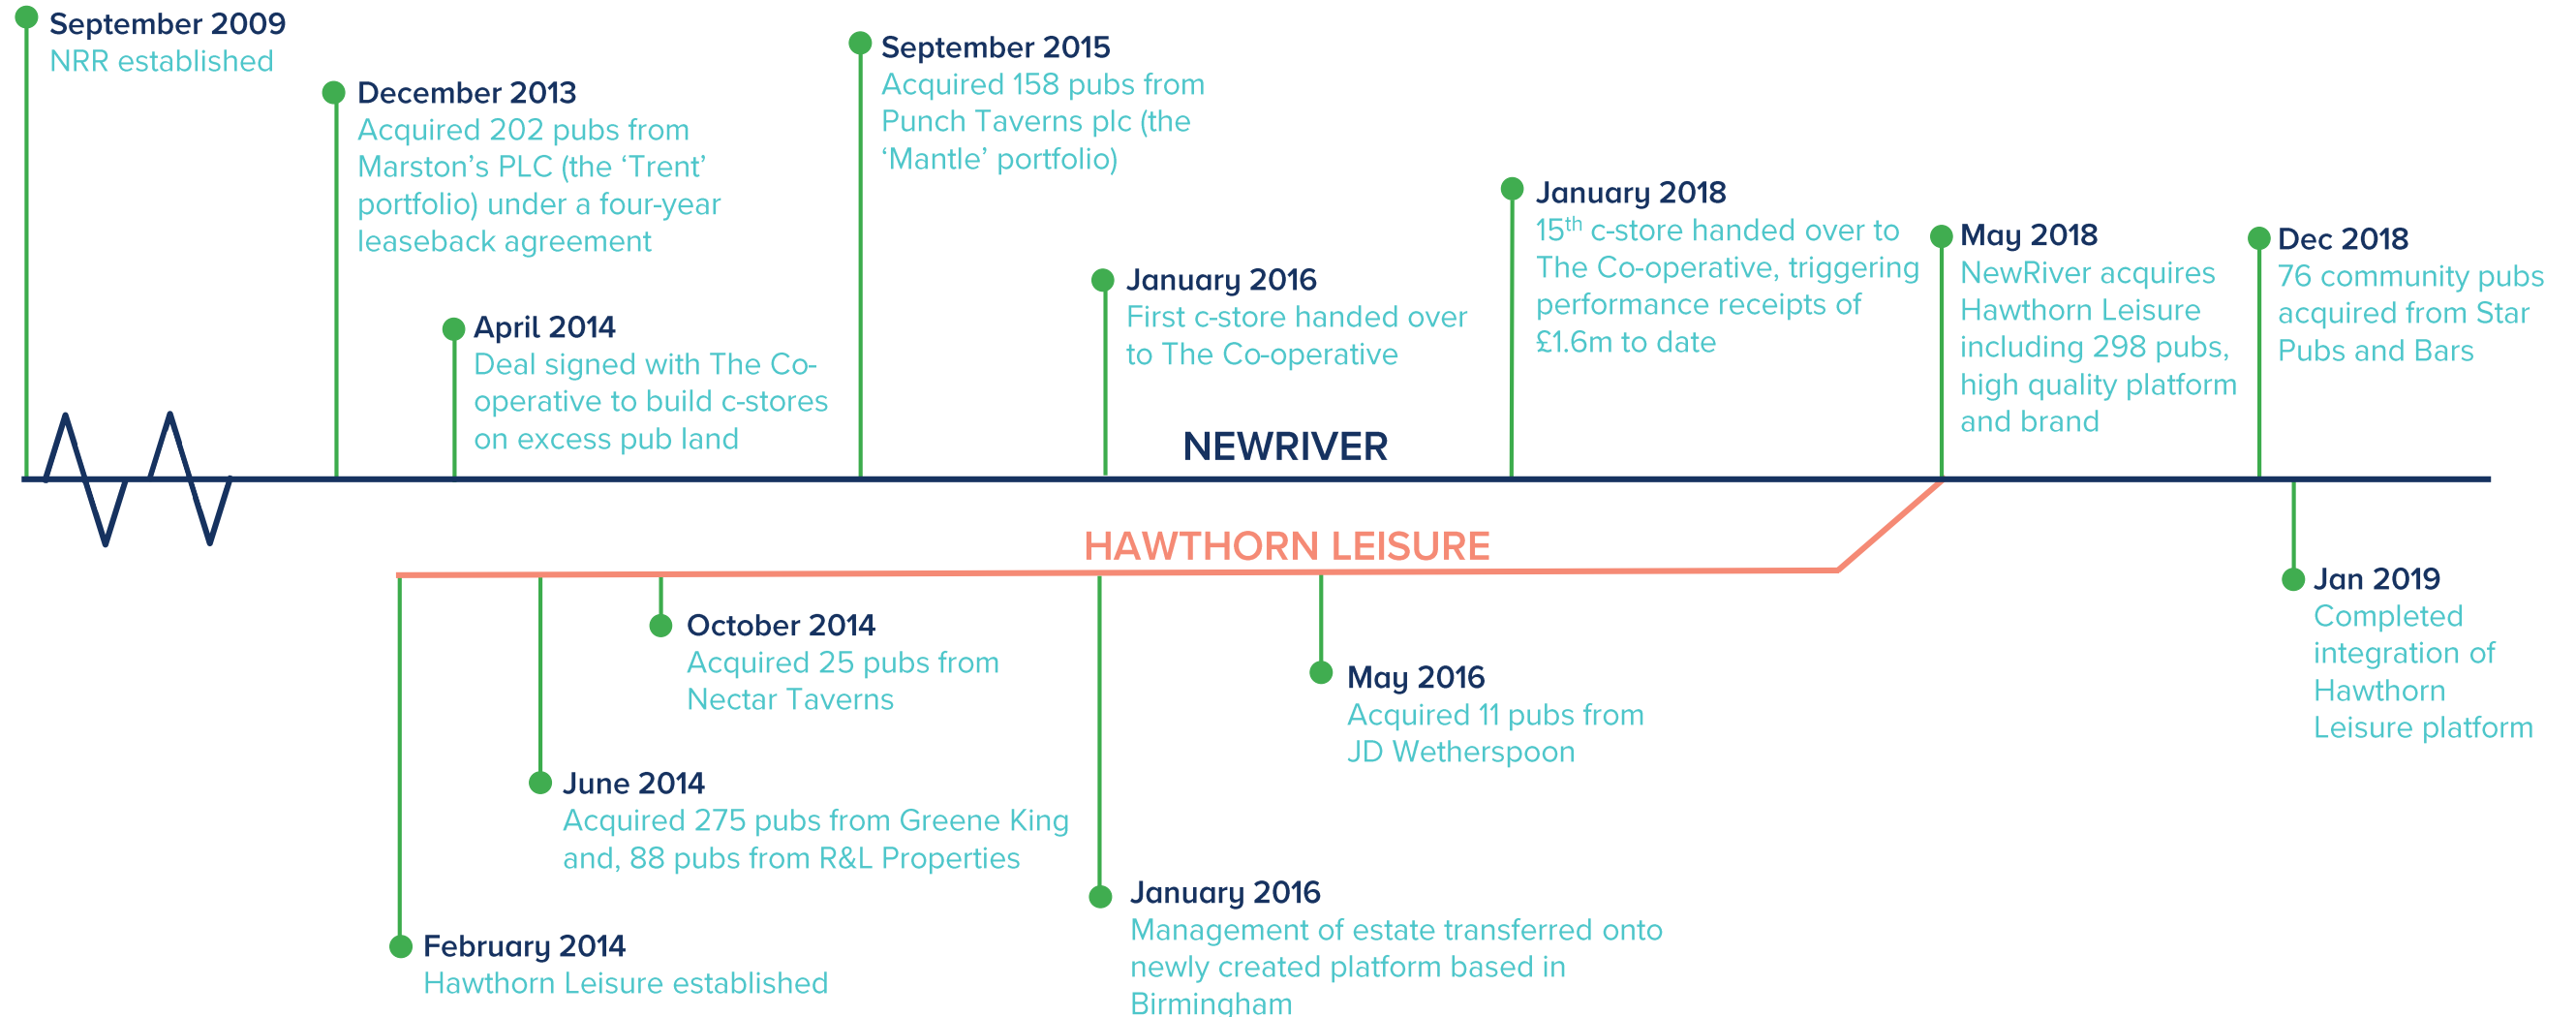 September 2009
NRR established
December 2013
Acquired 202 pubs from
Marston’s PLC (the ‘Trent’
portfolio) under a four-year
leaseback agreement
April 2014
Deal signed with The Co-
operative to build c-stores
on excess pub land
September 2015
Acquired 158 pubs from
Punch Taverns plc (the
‘Mantle’ portfolio)
January 2016
First c-store handed over
to The Co-operative
January 2018
15th c-store handed over to
The Co-operative, triggering
performance receipts of
£1.6m to date
May 2018
NewRiver acquires
Hawthorn Leisure
including 298 pubs,
high quality platform
and brand
Dec 2018
76 community pubs
acquired from Star
Pubs and Bars
NEWRIVER
HAWTHORN LEISURE
February 2014
Hawthorn Leisure established
June 2014
Acquired 275 pubs from Greene King
and, 88 pubs from R&L Properties
October 2014
Acquired 25 pubs from
Nectar Taverns
January 2016
Management of estate transferred onto
newly created platform based in
Birmingham
May 2016
Acquired 11 pubs from
JD Wetherspoon
Jan 2019
Completed
integration of
Hawthorn
Leisure platform